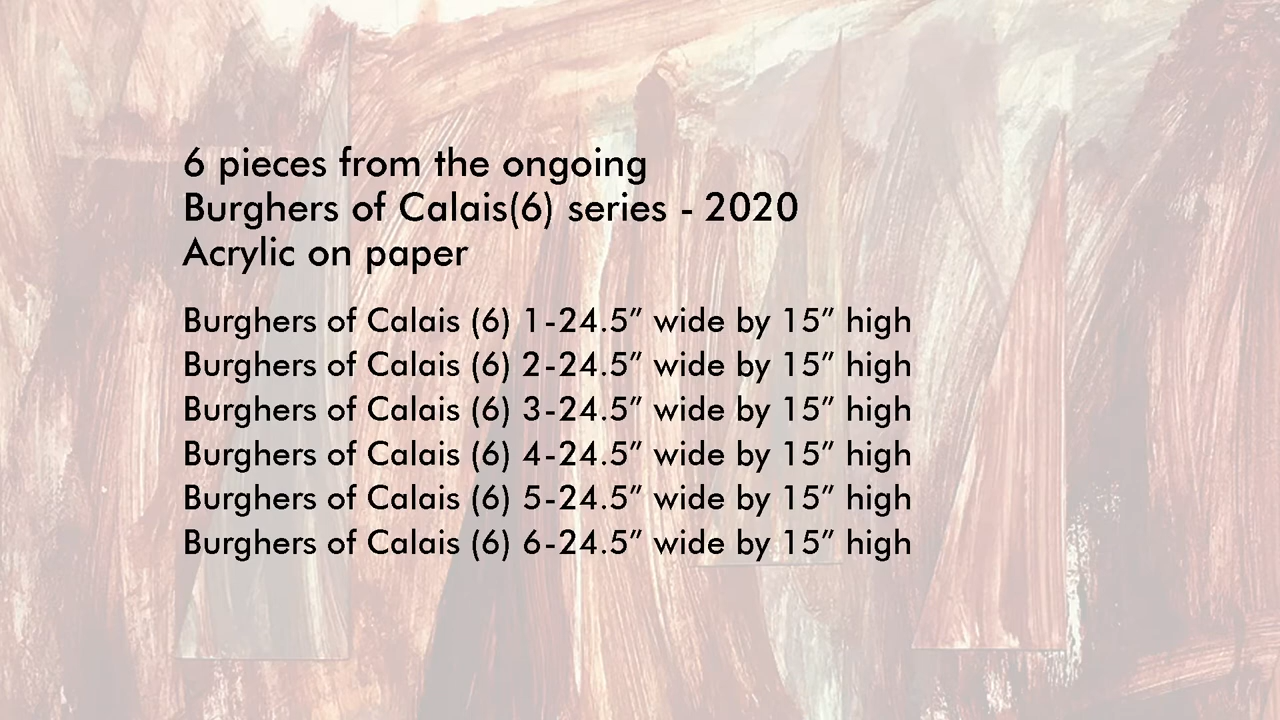 6 pieces from the ongoing
Burghers of Calais(6) series - 2020
Acrylic on paper
Burghers of Calais (6) 1-24.5” wide by 15” high
Burghers of Calais (6) 2-24.5” wide by 15” high
Burghers of Calais (6) 3-24.5” wide by 15” high
Burghers of Calais (6) 4-24.5” wide by 15” high
Burghers of Calais (6) 5-24.5” wide by 15” high
Burghers of Calais (6) 6-24.5” wide by 15” high